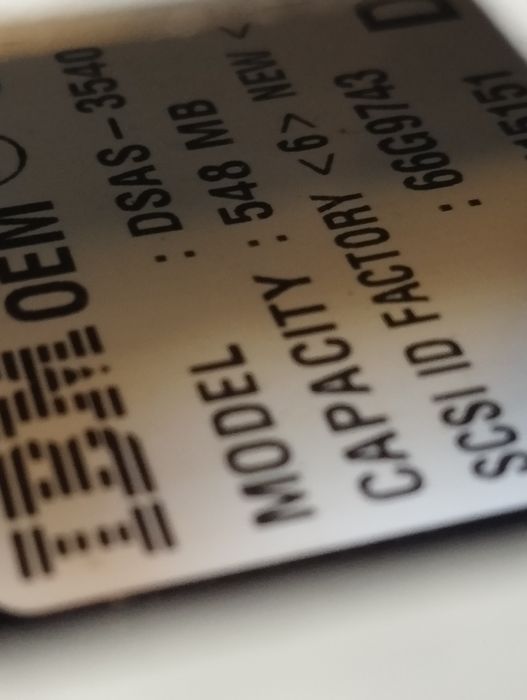 IBM OEM
MODEL : DSAS-3540
CAPACITY : 548 MB
SCSI ID FACTORY <6> NEW <
: 66G9743